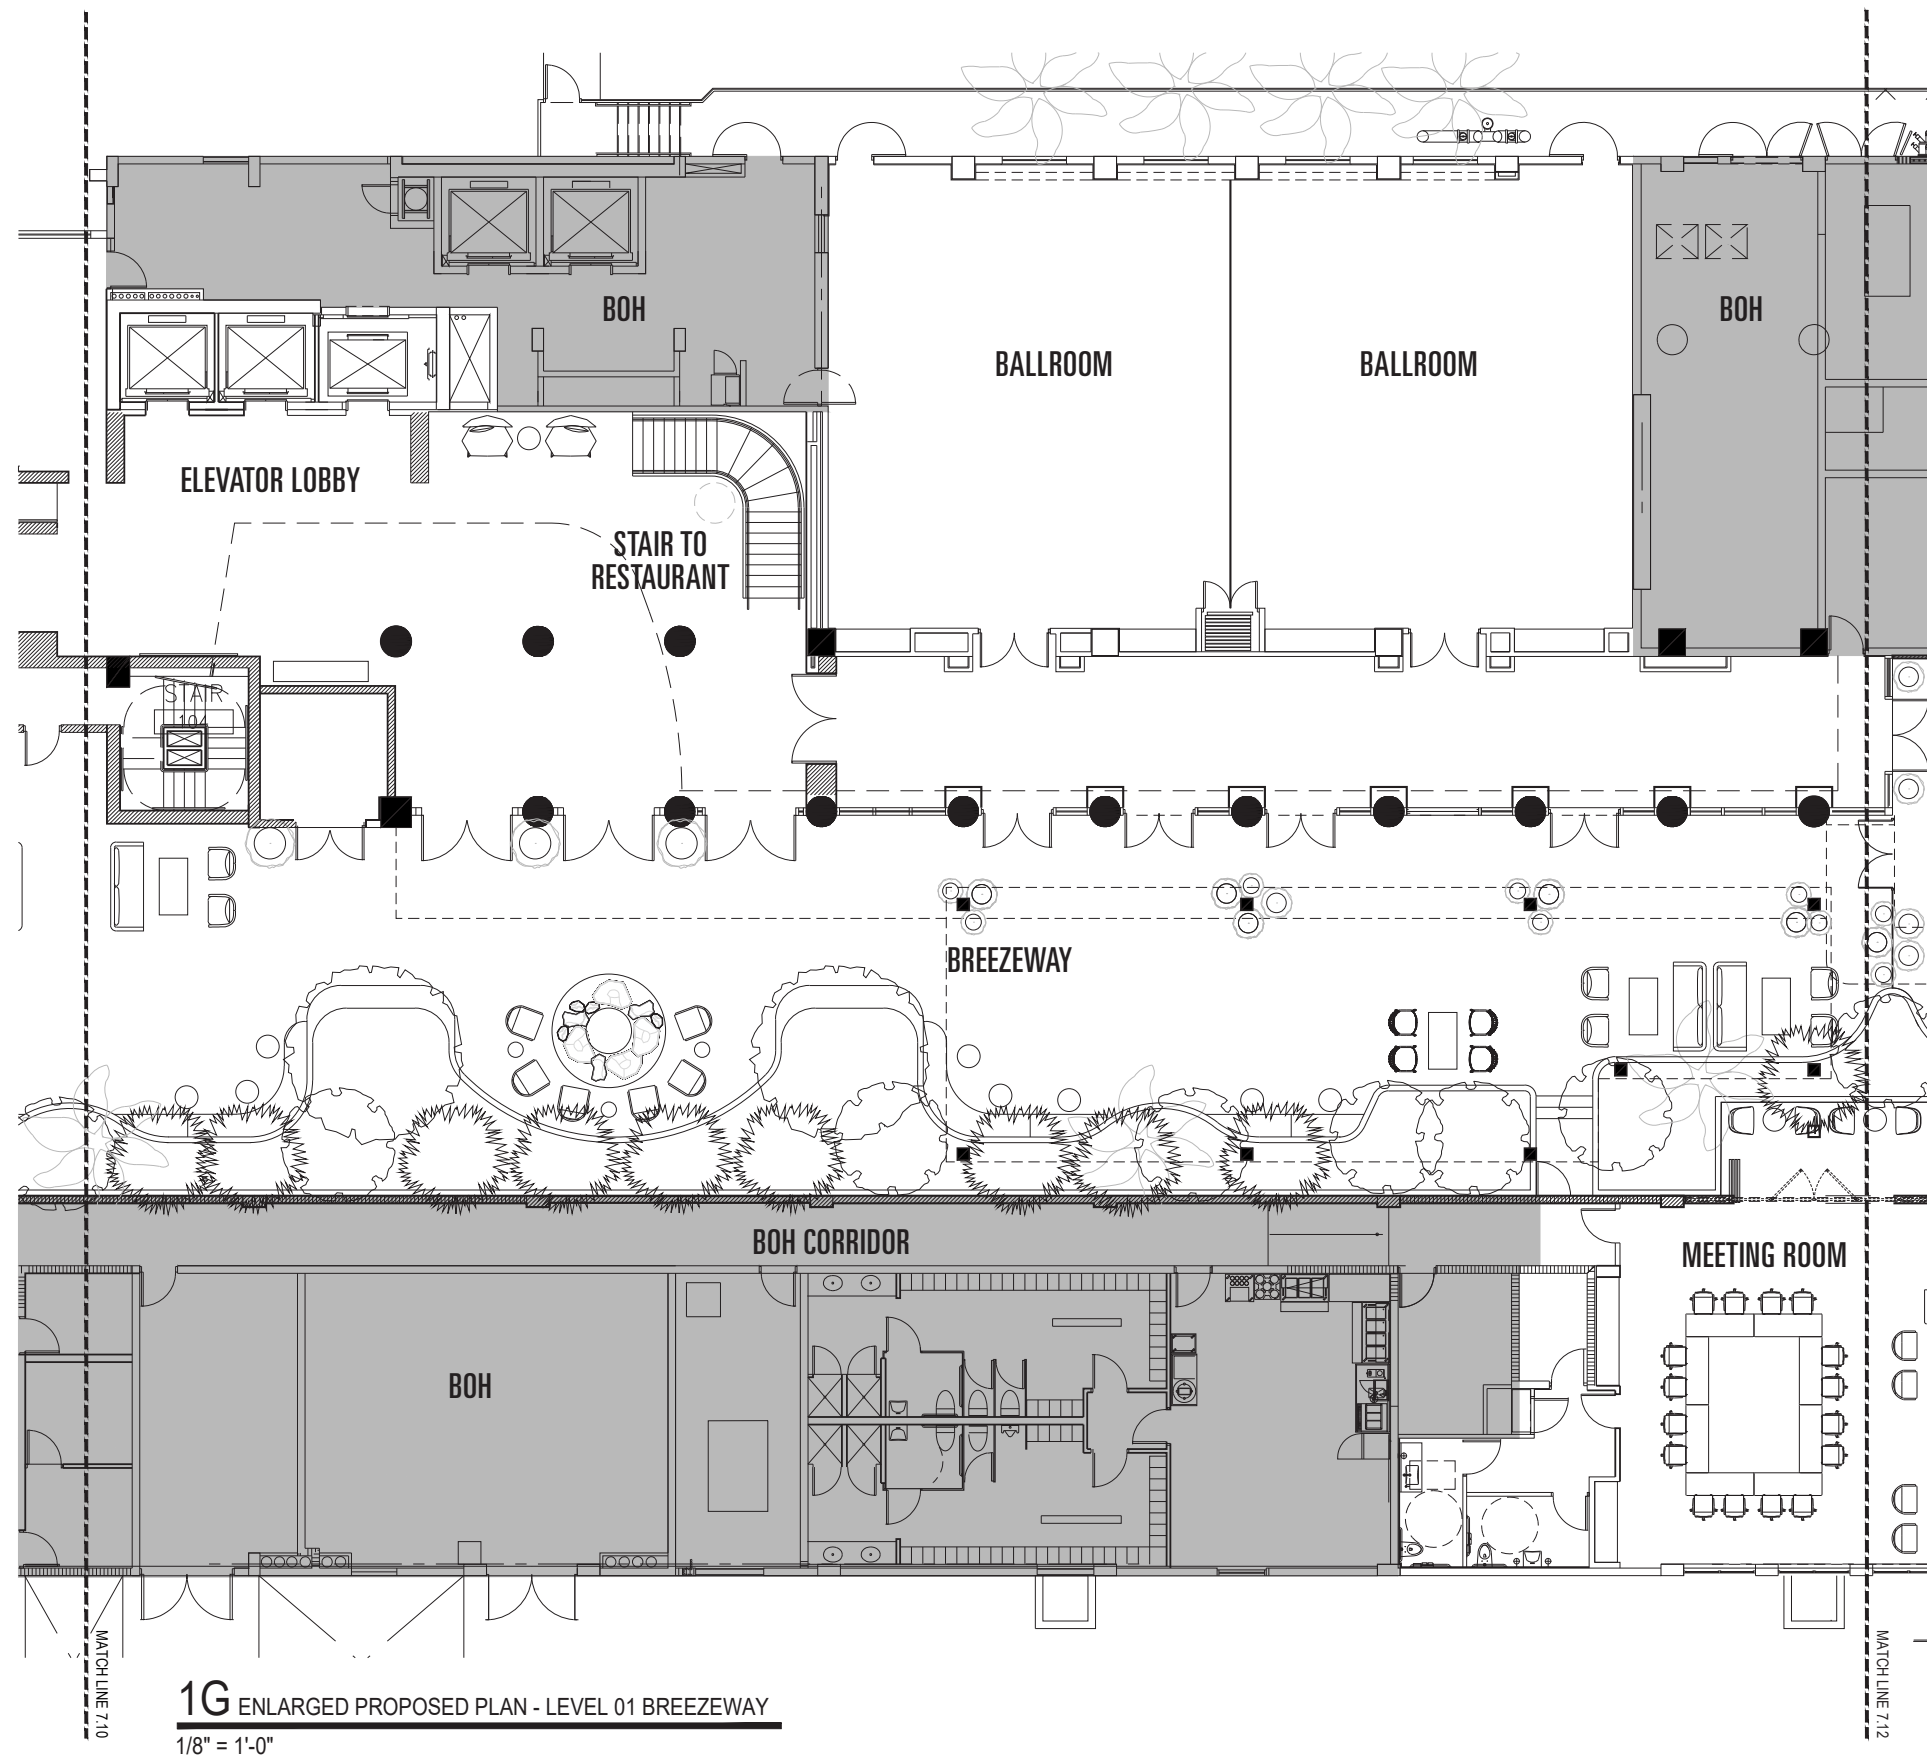 BOH
BOH
BALLROOM
BALLROOM
ELEVATOR LOBBY
STAIR TO
RESTAURANT
STAIR
104
BREEZEWAY
BOH CORRIDOR
MEETING ROOM
BOH
MATCH LINE 7.10
MATCH LINE 7.12
1G ENLARGED PROPOSED PLAN - LEVEL 01 BREEZEWAY
1/8" = 1'-0"